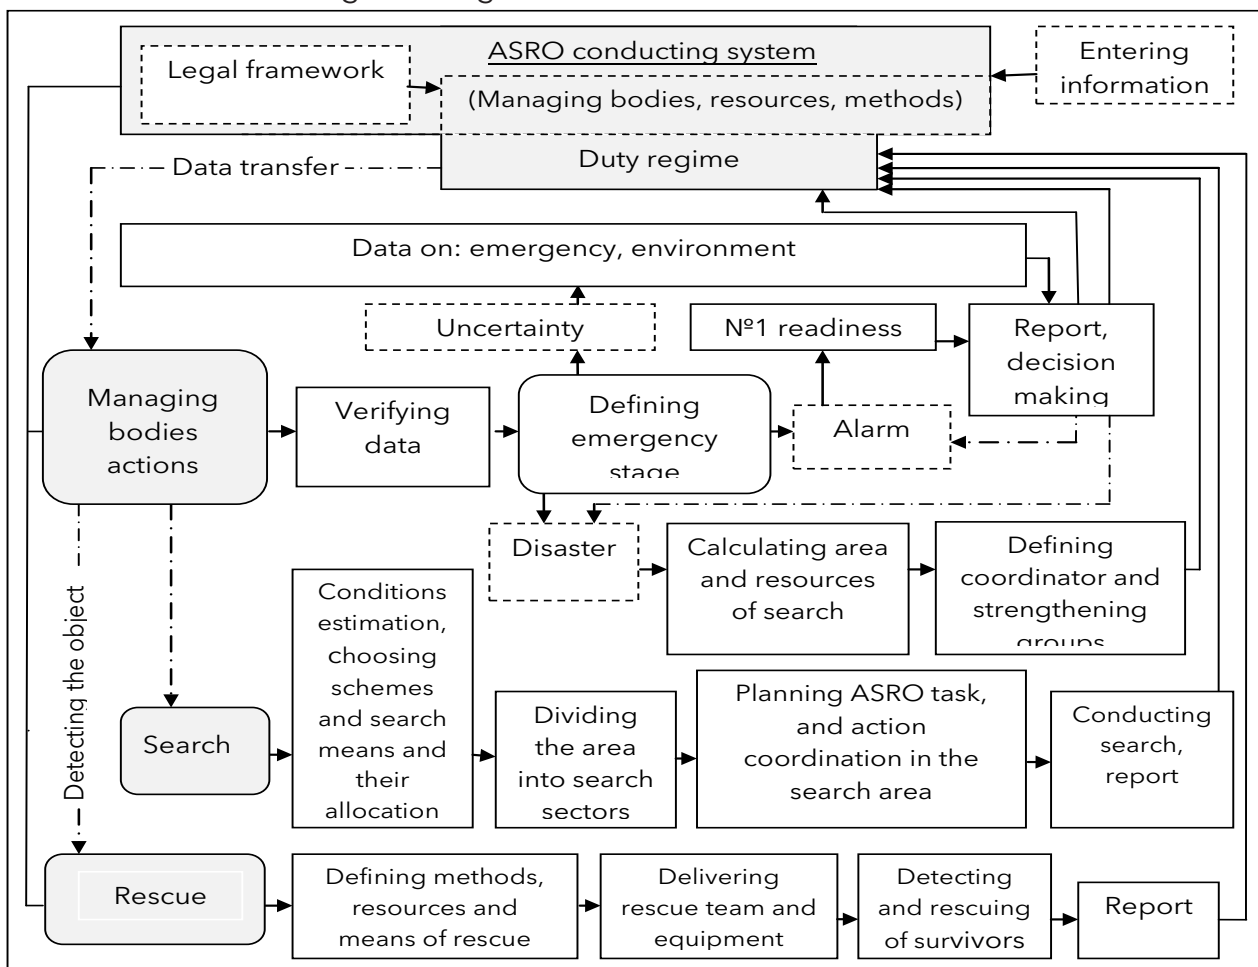 ASRO conducting system
Legal framework
(Managing bodies, resources, methods)
Entering
information
Duty regime
Data transfer
Data on: emergency, environment
Uncertainty
Nº1 readiness
Report,
decision
making
Managing
bodies
actions
Verifying
data
Defining
emergency
stage
Alarm
Disaster
Calculating area
and resources
of search
Defining
coordinator and
strengthening
groups
Detecting the object
Search
Conditions
estimation,
choosing
schemes
and search
means and
their
allocation
Dividing
the area
into search
sectors
Planning ASRO task,
and action
coordination in the
search area
Conducting
search,
report
Rescue
Defining methods,
resources and
means of rescue
Delivering
rescue team and
equipment
Detecting
and rescuing
of survivors
Report